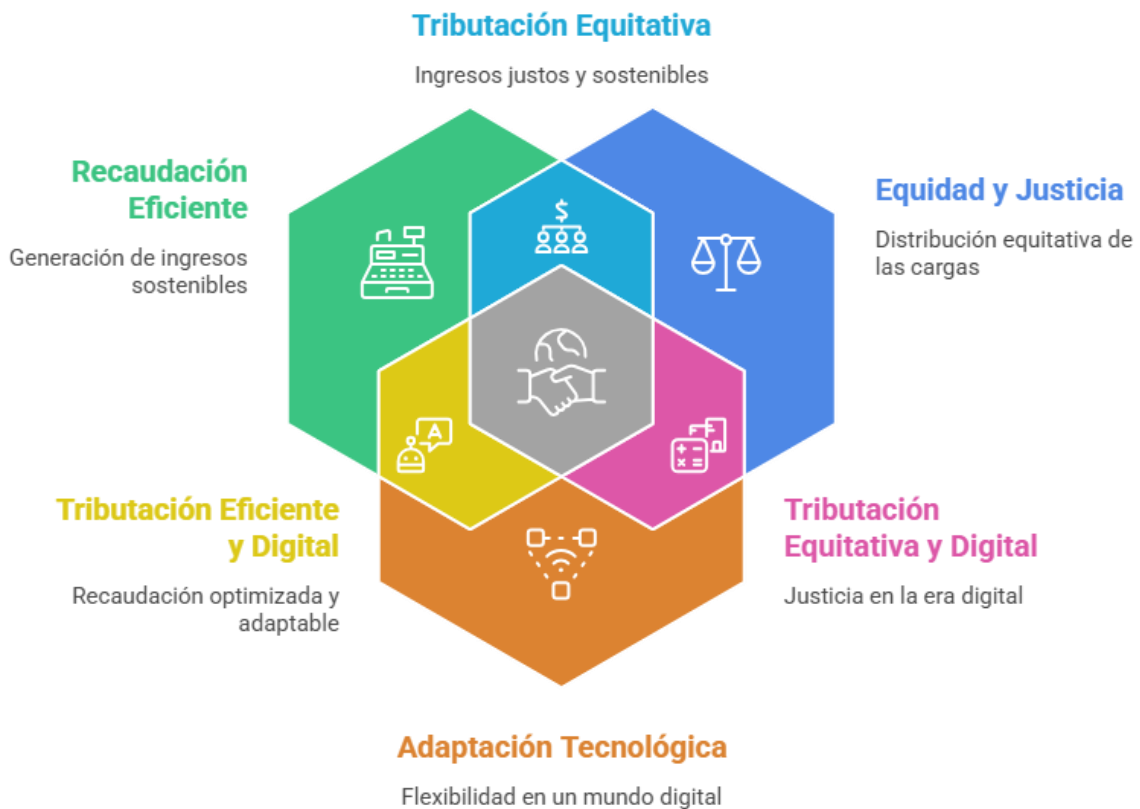 Tributación Equitativa
Ingresos justos y sostenibles
Recaudación
Eficiente
Generación de ingresos
sostenibles
Equidad y Justicia
Distribución equitativa de
las cargas
$
A
Tributación Eficiente
y Digital
Recaudación optimizada y
adaptable
Tributación
Equitativa y Digital
Justicia en la era digital
Adaptación Tecnológica
Flexibilidad en un mundo digital